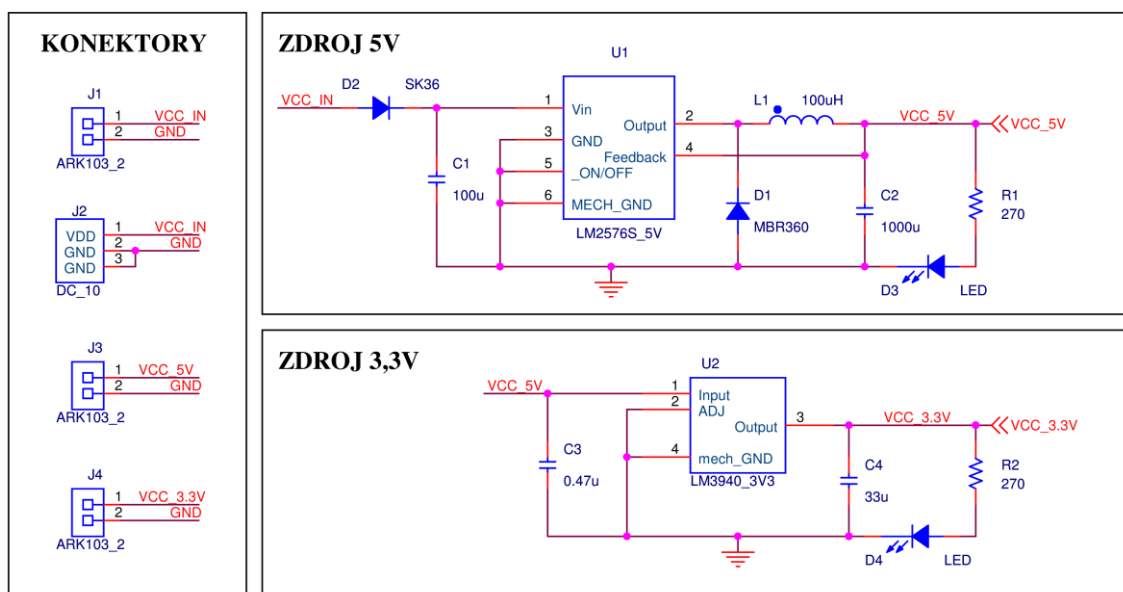 KONEKTORY
J1
1 VCC_IN
2 GND
ARK103_2
J2
VDD 1 VCC_IN
GND 2 GND
GND 3
DC_10
J3
1 VCC_5V
2 GND
ARK103_2
J4
1 VCC_3.3V
2 GND
ARK103_2
ZDROJ 5V
U1
D2 SK36
VCC_IN
1 Vin
3 GND
5 _ON/OFF
6 MECH_GND
Output 2
Feedback 4
LM2576S_5V
C1
100u
L1 100uH
VCC_5V
VCC_5V
D1
MBR360
C2
1000u
R1
270
D3 LED
ZDROJ 3,3V
U2
VCC_5V
1 Input
2 ADJ
Output 3
4 mech_GND
LM3940_3V3
C3
0.47u
VCC_3.3V
VCC_3.3V
C4
33u
R2
270
D4 LED